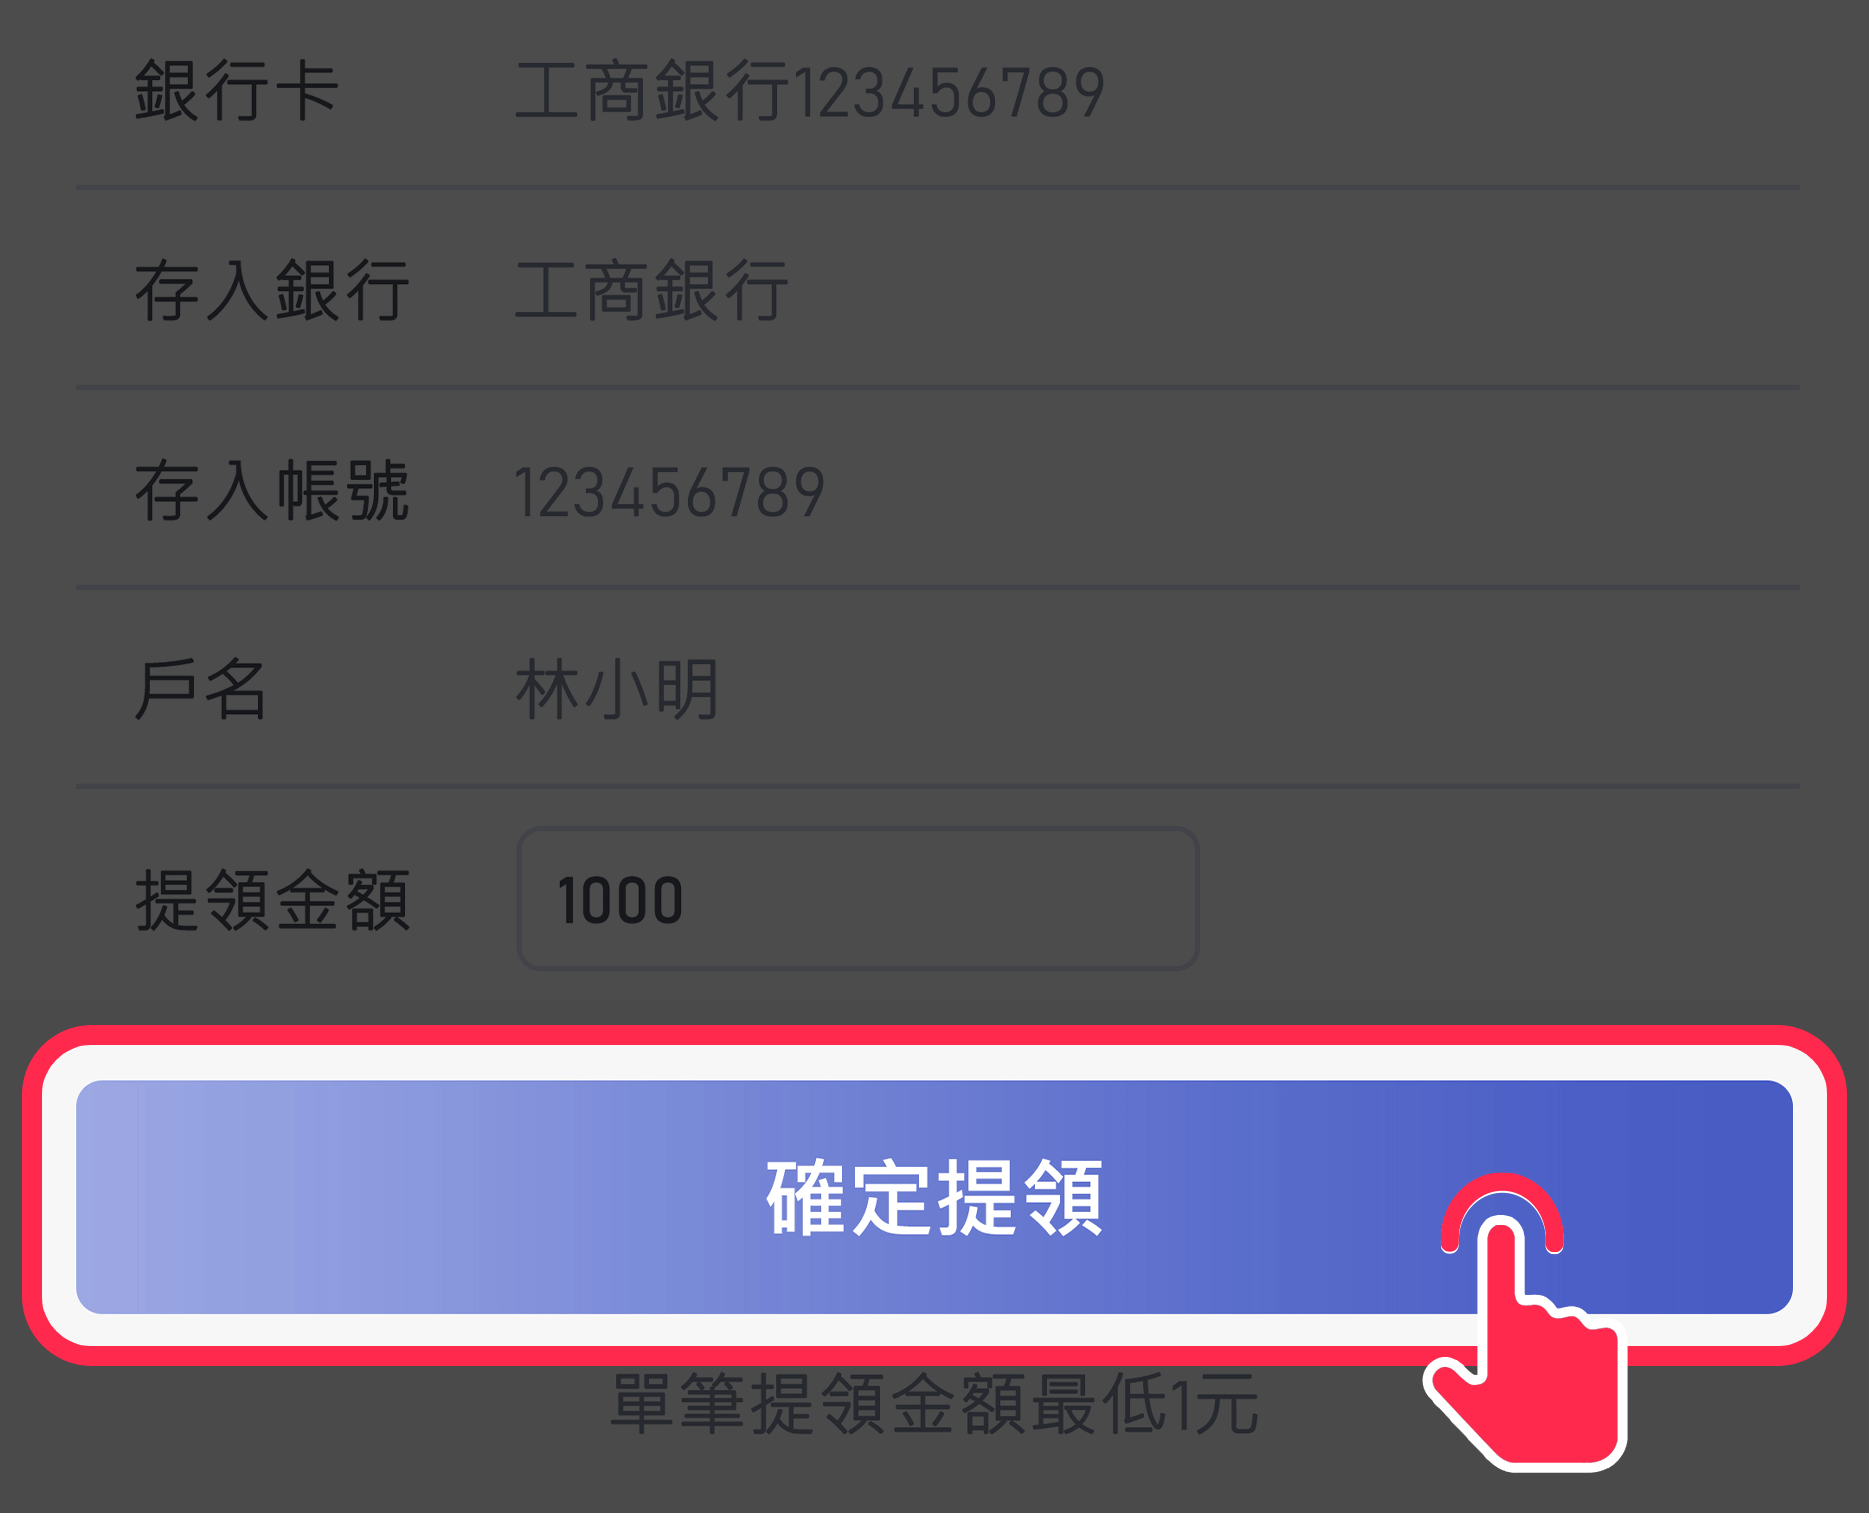 銀行卡 工商銀行123456789
存入銀行 工商銀行
存入帳號 123456789
戶名 林小明
提領金額 1000
確定提領
單筆提領金額最低1元